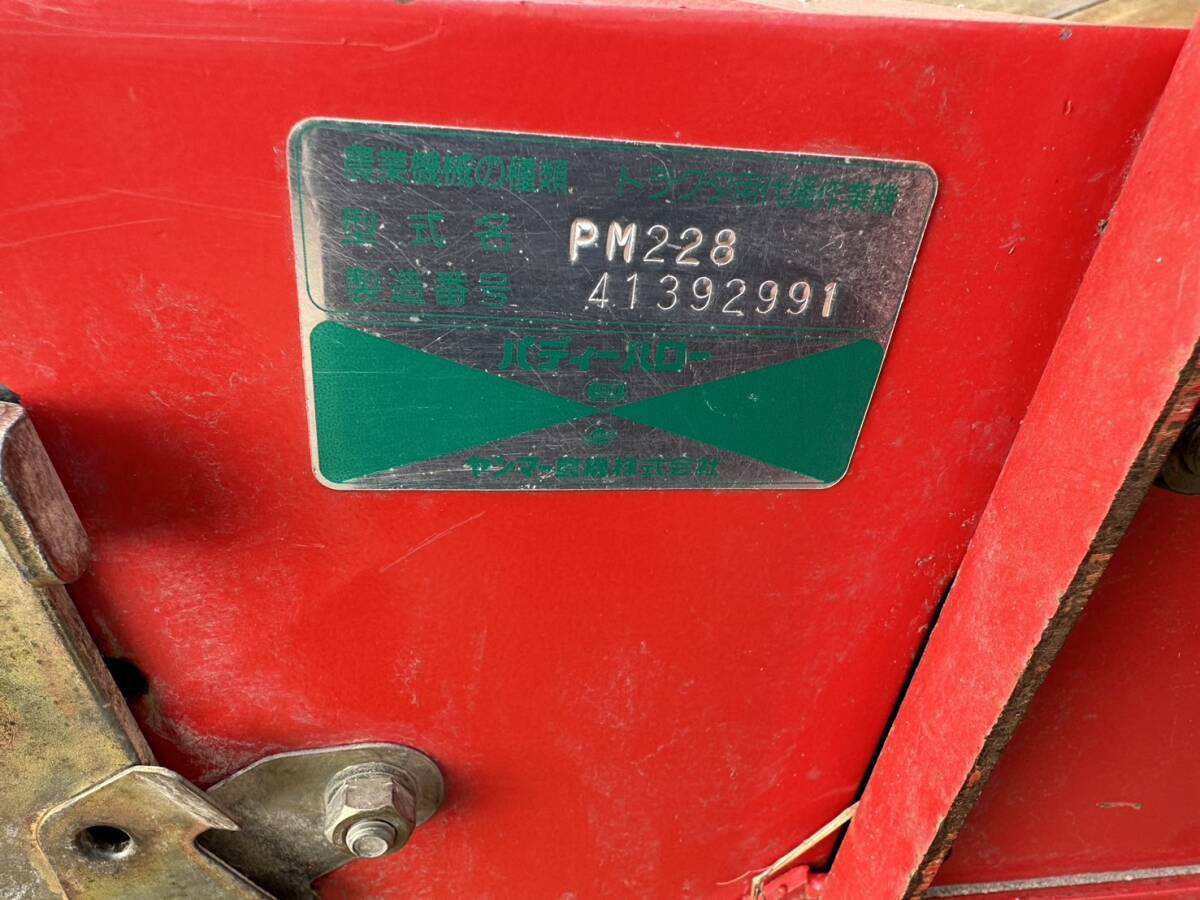 農業機械の種類 トラクタ用代掻作業機
型式名 PM228
製造番号 41392991
パディーハロー
ヤンマー農機株式会社